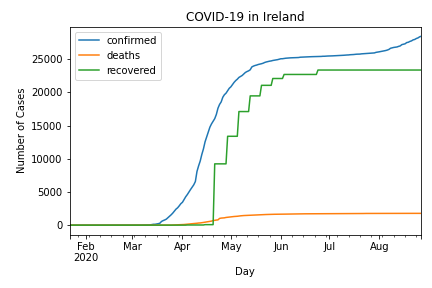 COVID-19 in Ireland
confirmed
deaths
recovered
Number of Cases
25000
20000
15000
10000
5000
0
Feb Mar Apr May Jun Jul Aug
2020
Day